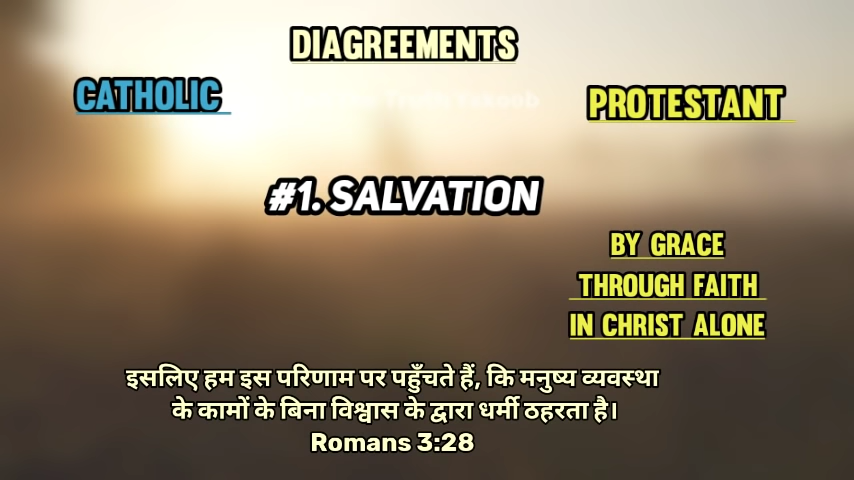 DIAGREEMENTS
CATHOLIC
PROTESTANT
#1. SALVATION
BY GRACE
THROUGH FAITH
IN CHRIST ALONE
इसलिए हम इस परिणाम पर पहुँचते हैं, कि मनुष्य व्यवस्था
के कामों के बिना विश्वास के द्वारा धर्मी ठहरता है।
Romans 3:28